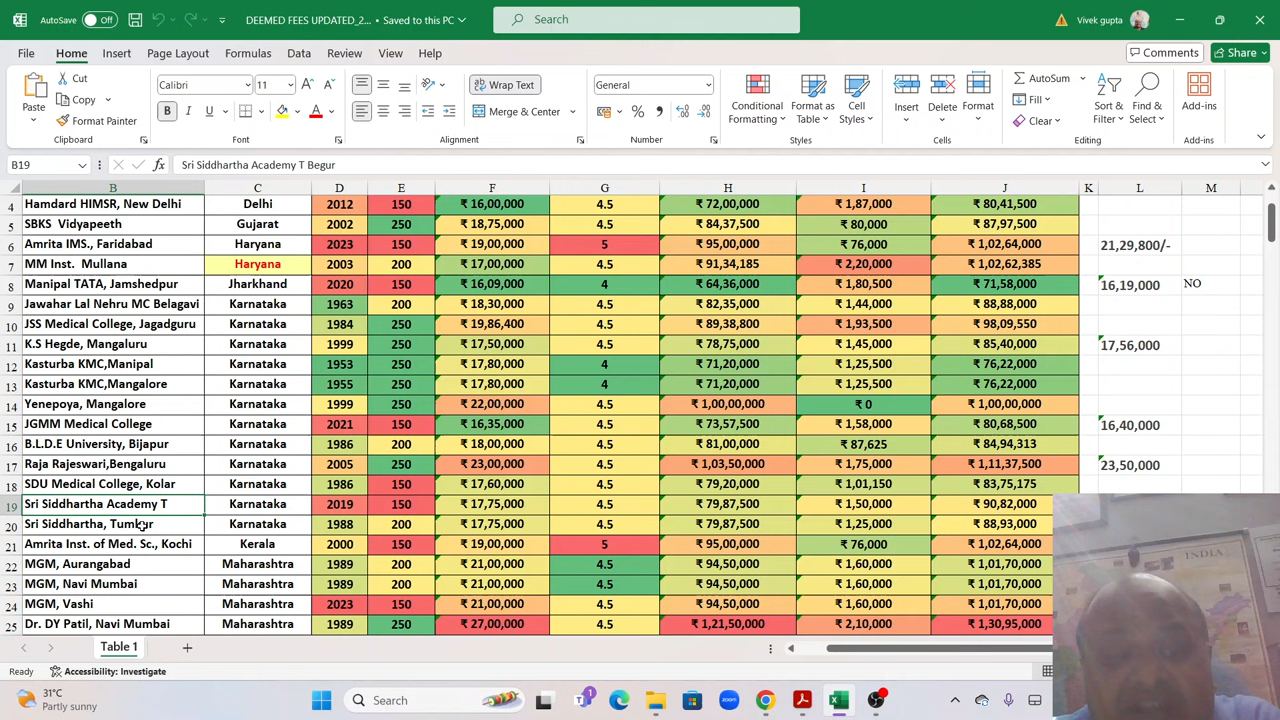 AutoSave Off DEEMED FEES UPDATED_2... • Saved to this PC Search Vivek gupta
File Home Insert Page Layout Formulas Data Review View Help Comments Share
Paste Cut Copy Format Painter Calibri 11 B I U Wrap Text Merge & Center General % Conditional Formatting Format as Table Cell Styles Insert Delete Format AutoSum Fill Clear Sort & Filter Find & Select Add-ins
Clipboard Font Alignment Number Styles Cells Editing Add-ins
B19 fx Sri Siddhartha Academy T Begur
B C D E F G H I J K L M
4 Hamdard HIMSR, New Delhi Delhi 2012 150 ₹ 16,00,000 4.5 ₹ 72,00,000 ₹ 1,87,000 ₹ 80,41,500
5 SBKS Vidyapeeth Gujarat 2002 250 ₹ 18,75,000 4.5 ₹ 84,37,500 ₹ 80,000 ₹ 87,97,500
6 Amrita IMS., Faridabad Haryana 2023 150 ₹ 19,00,000 5 ₹ 95,00,000 ₹ 76,000 ₹ 1,02,64,000 21,29,800/-
7 MM Inst. Mullana Haryana 2003 200 ₹ 17,00,000 4.5 ₹ 91,34,185 ₹ 2,20,000 ₹ 1,02,62,385
8 Manipal TATA, Jamshedpur Jharkhand 2020 150 ₹ 16,09,000 4 ₹ 64,36,000 ₹ 1,80,500 ₹ 71,58,000 16,19,000 NO
9 Jawahar Lal Nehru MC Belagavi Karnataka 1963 200 ₹ 18,30,000 4.5 ₹ 82,35,000 ₹ 1,44,000 ₹ 88,88,000
10 JSS Medical College, Jagadguru Karnataka 1984 250 ₹ 19,86,400 4.5 ₹ 89,38,800 ₹ 1,93,500 ₹ 98,09,550
11 K.S Hegde, Mangaluru Karnataka 1999 250 ₹ 17,50,000 4.5 ₹ 78,75,000 ₹ 1,45,000 ₹ 85,40,000 17,56,000
12 Kasturba KMC,Manipal Karnataka 1953 250 ₹ 17,80,000 4 ₹ 71,20,000 ₹ 1,25,500 ₹ 76,22,000
13 Kasturba KMC,Mangalore Karnataka 1955 250 ₹ 17,80,000 4 ₹ 71,20,000 ₹ 1,25,500 ₹ 76,22,000
14 Yenepoya, Mangalore Karnataka 1999 250 ₹ 22,00,000 4.5 ₹ 1,00,00,000 ₹ 0 ₹ 1,00,00,000
15 JGMM Medical College Karnataka 2021 150 ₹ 16,35,000 4.5 ₹ 73,57,500 ₹ 1,58,000 ₹ 80,68,500 16,40,000
16 B.L.D.E University, Bijapur Karnataka 1986 200 ₹ 18,00,000 4.5 ₹ 81,00,000 ₹ 87,625 ₹ 84,94,313
17 Raja Rajeswari,Bengaluru Karnataka 2005 250 ₹ 23,00,000 4.5 ₹ 1,03,50,000 ₹ 1,75,000 ₹ 1,11,37,500 23,50,000
18 SDU Medical College, Kolar Karnataka 1986 150 ₹ 17,60,000 4.5 ₹ 79,20,000 ₹ 1,01,150 ₹ 83,75,175
19 Sri Siddhartha Academy T Karnataka 2019 150 ₹ 17,75,000 4.5 ₹ 79,87,500 ₹ 1,50,000 ₹ 90,82,000
20 Sri Siddhartha, Tumkur Karnataka 1988 200 ₹ 17,75,000 4.5 ₹ 79,87,500 ₹ 1,25,000 ₹ 88,93,000
21 Amrita Inst. of Med. Sc., Kochi Kerala 2000 150 ₹ 19,00,000 5 ₹ 95,00,000 ₹ 76,000 ₹ 1,02,64,000
22 MGM, Aurangabad Maharashtra 1989 200 ₹ 21,00,000 4.5 ₹ 94,50,000 ₹ 1,60,000 ₹ 1,01,70,000
23 MGM, Navi Mumbai Maharashtra 1989 200 ₹ 21,00,000 4.5 ₹ 94,50,000 ₹ 1,60,000 ₹ 1,01,70,000
24 MGM, Vashi Maharashtra 2023 150 ₹ 21,00,000 4.5 ₹ 94,50,000 ₹ 1,60,000 ₹ 1,01,70,000
25 Dr. DY Patil, Navi Mumbai Maharashtra 1989 250 ₹ 27,00,000 4.5 ₹ 1,21,50,000 ₹ 2,10,000 ₹ 1,30,95,000
INDIA
Table 1
Ready Accessibility: Investigate
31°C Search
Partly sunny